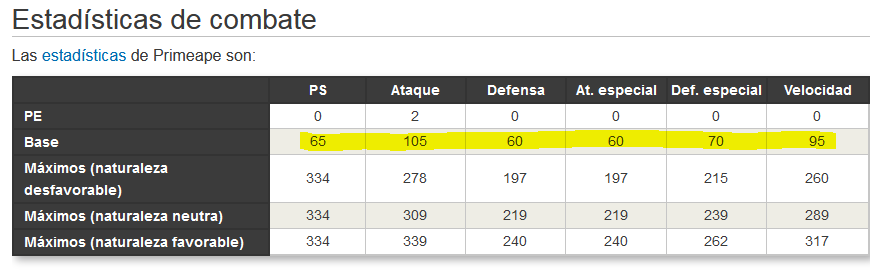 Estadísticas de combate
Las estadísticas de Primeape son:
PS Ataque Defensa At. especial Def. especial Velocidad
PE 0 2 0 0 0 0
Base 65 105 60 60 70 95
Máximos (naturaleza
desfavorable) 334 278 197 197 215 260
Máximos (naturaleza neutra) 334 309 219 219 239 289
Máximos (naturaleza favorable) 334 339 240 240 262 317